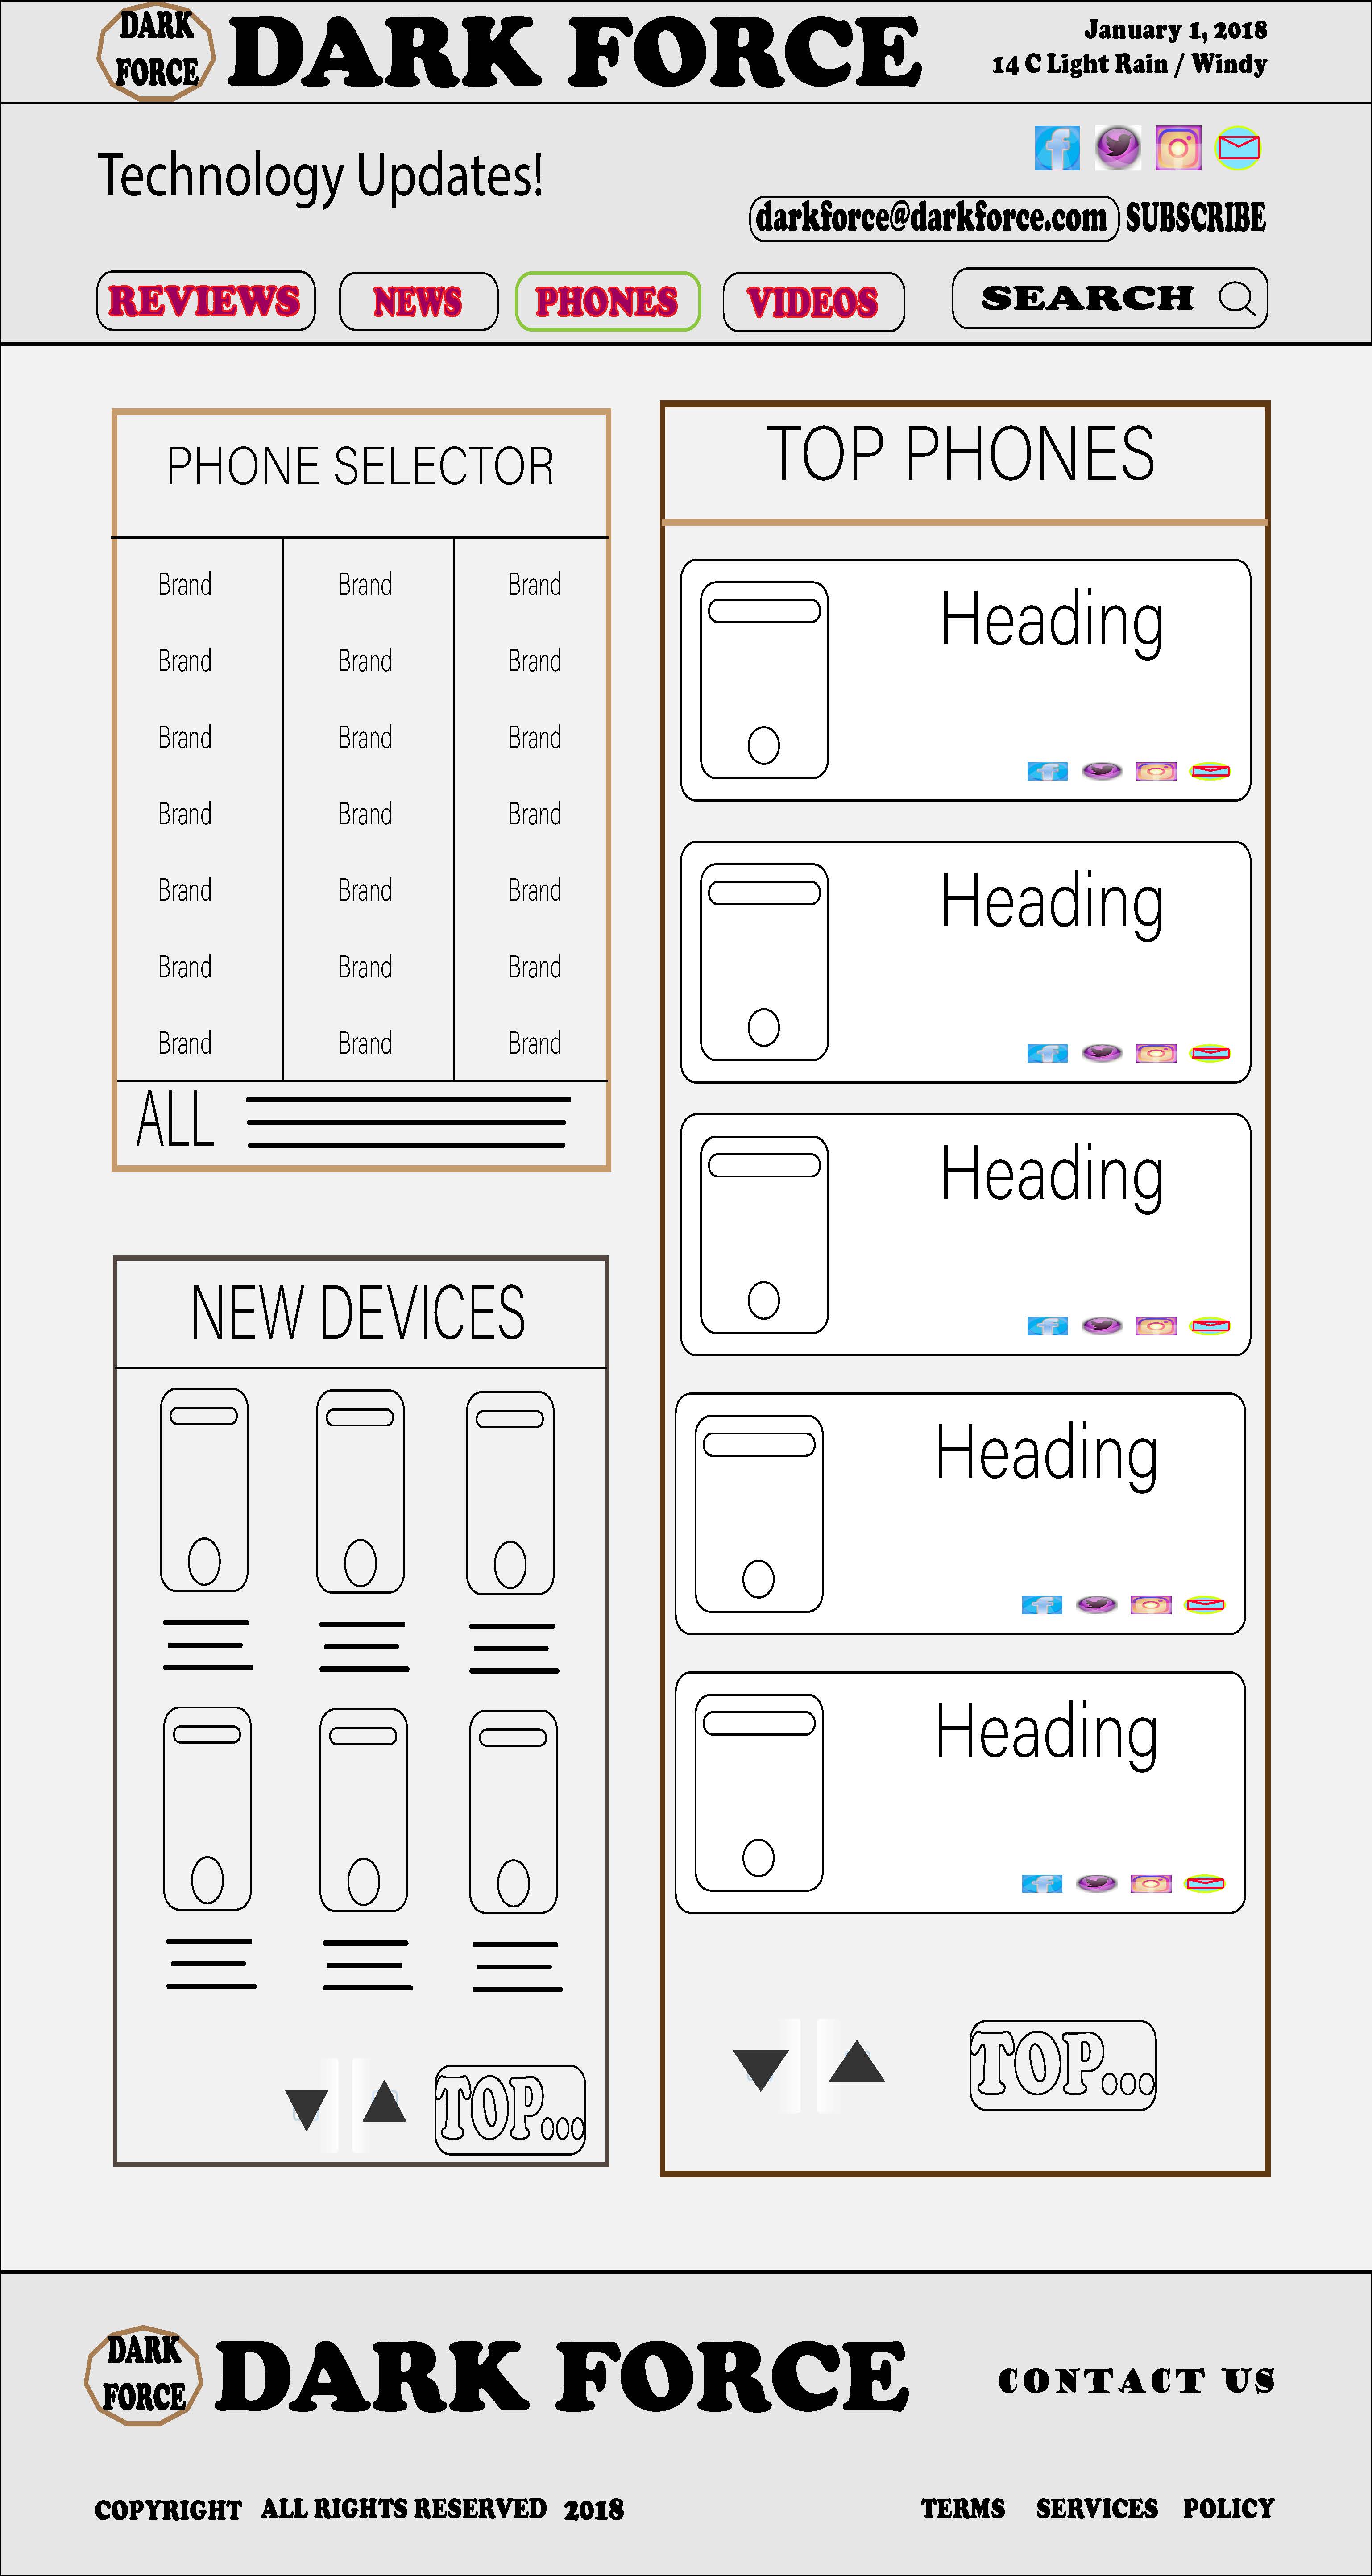 DARK
FORCE
DARK FORCE
January 1, 2018
14 C Light Rain / Windy
Technology Updates!
darkforce@darkforce.com SUBSCRIBE
REVIEWS NEWS PHONES VIDEOS SEARCH
PHONE SELECTOR
Brand Brand Brand
Brand Brand Brand
Brand Brand Brand
Brand Brand Brand
Brand Brand Brand
Brand Brand Brand
Brand Brand Brand
ALL
NEW DEVICES
TOP...
TOP PHONES
Heading
Heading
Heading
Heading
Heading
TOP...
DARK
FORCE
DARK FORCE
CONTACT US
COPYRIGHT ALL RIGHTS RESERVED 2018
TERMS SERVICES POLICY